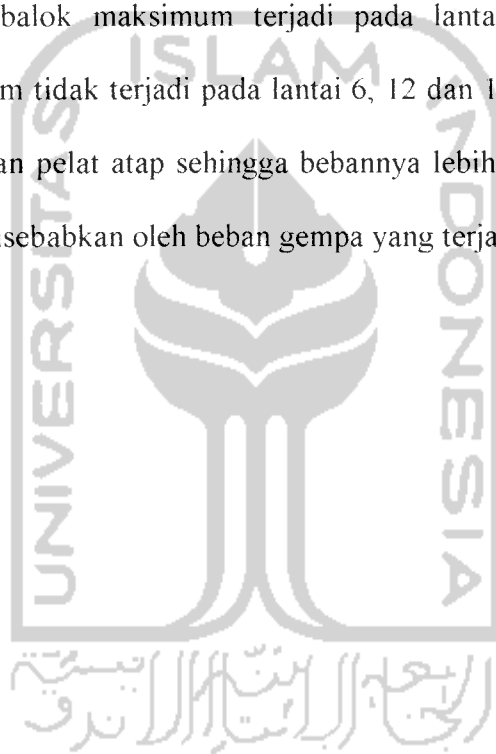 balok maksimum terjadi pada lanta
m tidak terjadi pada lantai 6, 12 dan 1
an pelat atap sehingga bebannya lebih
sebabkan oleh beban gempa yang terja
ISLAM
UNIVERSITAS
INDONESIA